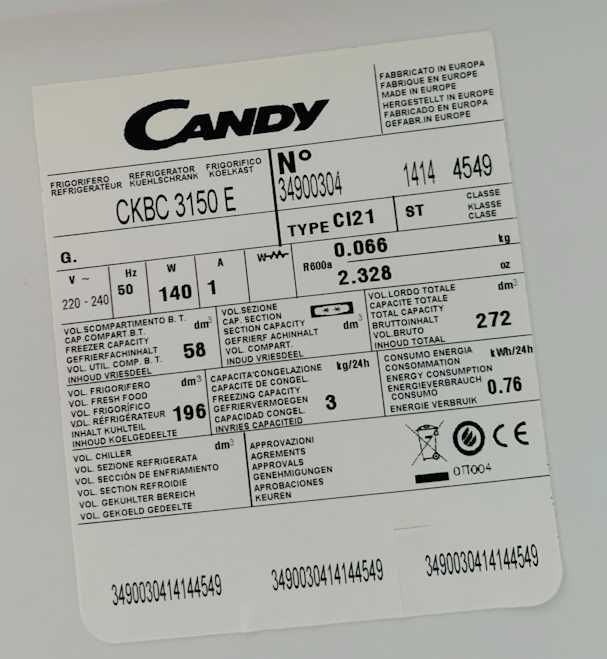 CANDY
FABBRICATO IN EUROPA
FABRIQUE EN EUROPE
MADE IN EUROPE
HERGESTELLT IN EUROPA
FABRICADO EN EUROPA
GEFABR.IN EUROPE
FRIGORIFERO REFRIGERATOR FRIGORIFICO
REFRIGERATEUR KUEHLSCHRANK KOELKAST
CKBC 3150 E
Nº
34900304 1414 4549
G.
TYPE CI21 ST
CLASSE
KLASSE
CLASE
V ~ Hz W A W
220 - 240 50 140 1
R600a 0.066 kg
2.328 oz
VOL.SCOMPARTIMENTO B. T. dm³
CAP.COMPART.B.T.
FREEZER CAPACITY
GEFRIERFACHINHALT 58
VOL. UTIL. COMP. B. T.
INHOUD VRIESDEEL
VOL.SEZIONE
CAP. SECTION
SECTION CAPACITY dm³
GEFRIERF ACHINHALT
VOL. COMPART.
INDUD VRIESDEEL
VOL.LORDO TOTALE dm³
CAPACITE TOTALE
TOTAL CAPACITY
BRUTTOINHALT 272
VOL.BRUTO
INHOUD TOTAAL
VOL. FRIGORIFERO dm³
VOL. FRESH FOOD
VOL. FRIGORÍFICO 196
VOL. RÉFRIGÉRATEUR
INHALT KUHLTEIL
INHOUD KOELGEDEELTE
CAPACITA'CONGELAZIONE kg/24h
CAPACITE DE CONGEL.
FREEZING CAPACITY
GEFRIERVERMOEGEN 3
CAPACIDAD CONGEL.
INVRIES CAPACITEID
CONSUMO ENERGIA kWh/24h
CONSOMMATION
ENERGY CONSUMPTION
ENERGIEVERBRAUCH 0.76
CONSUMO
ENERGIE VERBRUIK
VOL. CHILLER dm³
VOL. SEZIONE REFRIGERATA
VOL. SECCIÓN DE ENFRIAMIENTO
VOL. SECTION REFROIDIE
VOL. GEKUHLTER BEREICH
VOL. GEKOELD GEDEELTE
APPROVAZIONI
AGREMENTS
APPROVALS
GENEHMIGUNGEN
APROBACIONES
KEUREN
CE
3490030414144549 3490030414144549 3490030414144549